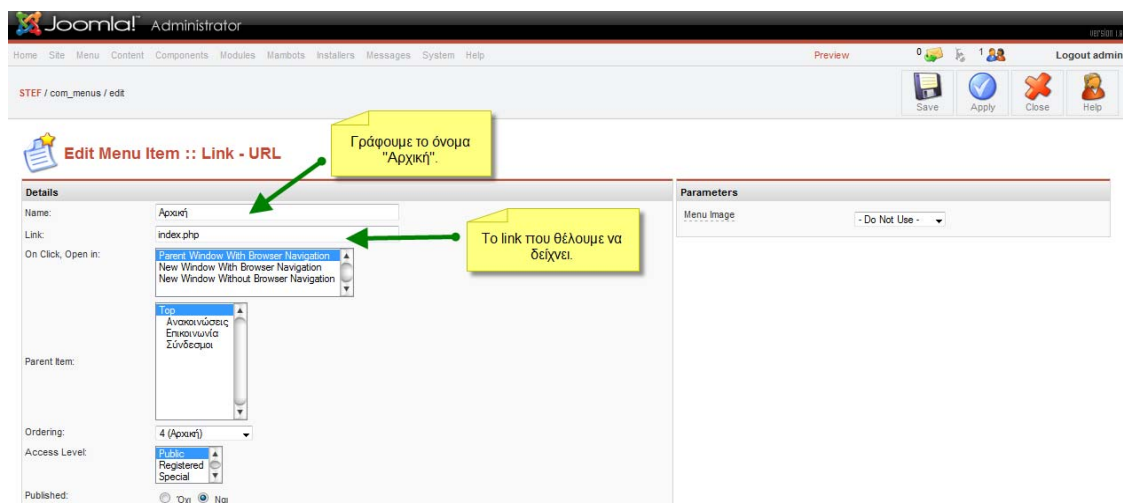 Joomla! Administrator
Home Site Menu Content Components Modules Mambots Installers Messages System Help
Preview
0 1
Logout admin
STEF / com_menus / edit
Save Apply Close Help
Edit Menu Item :: Link - URL
Γράφουμε το όνομα
"Αρχική".
Details
Name: Αρχική
Link: index.php
Το link που θέλουμε να
δείχνει.
On Click, Open in: Parent Window With Browser Navigation
New Window With Browser Navigation
New Window Without Browser Navigation
Parent Item:
Top
Ανακοινώσεις
Επικοινωνία
Σύνδεσμοι
Ordering: 4 (Αρχική)
Access Level: Public
Registered
Special
Published: Όχι Ναι
Parameters
Menu Image - Do Not Use -